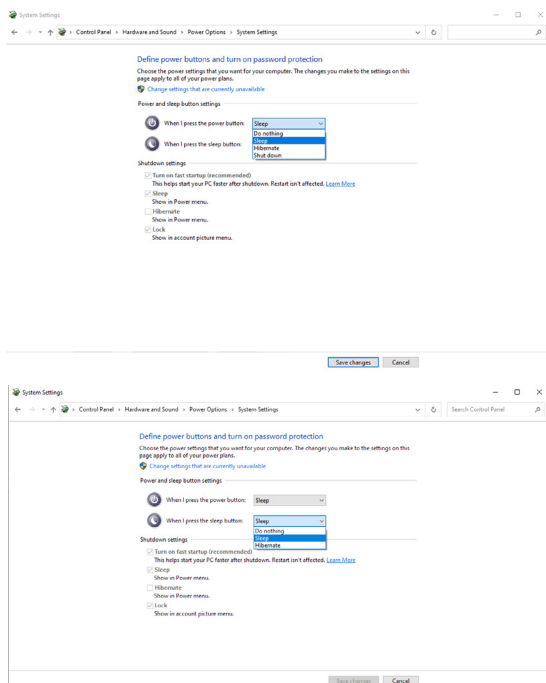 System Settings
Control Panel > Hardware and Sound > Power Options > System Settings
Define power buttons and turn on password protection
Choose the power settings that you want for your computer. The changes you make to the settings on this
page apply to all of your power plans.
Change settings that are currently unavailable
Power and sleep button settings
When I press the power button: Sleep
Do nothing
Sleep
Hibernate
Shut down
When I press the sleep button:
Shutdown settings
Turn on fast startup (recommended)
This helps start your PC faster after shutdown. Restart isn't affected. Learn More
Sleep
Show in Power menu.
Hibernate
Show in Power menu.
Lock
Show in account picture menu.
Save changes Cancel
System Settings
Control Panel > Hardware and Sound > Power Options > System Settings Search Control Panel
Define power buttons and turn on password protection
Choose the power settings that you want for your computer. The changes you make to the settings on this
page apply to all of your power plans.
Change settings that are currently unavailable
Power and sleep button settings
When I press the power button: Sleep
When I press the sleep button: Sleep
Do nothing
Sleep
Hibernate
Shutdown settings
Turn on fast startup (recommended)
This helps start your PC faster after shutdown. Restart isn't affected. Learn More
Sleep
Show in Power menu.
Hibernate
Show in Power menu.
Lock
Show in account picture menu.
Save changes Cancel